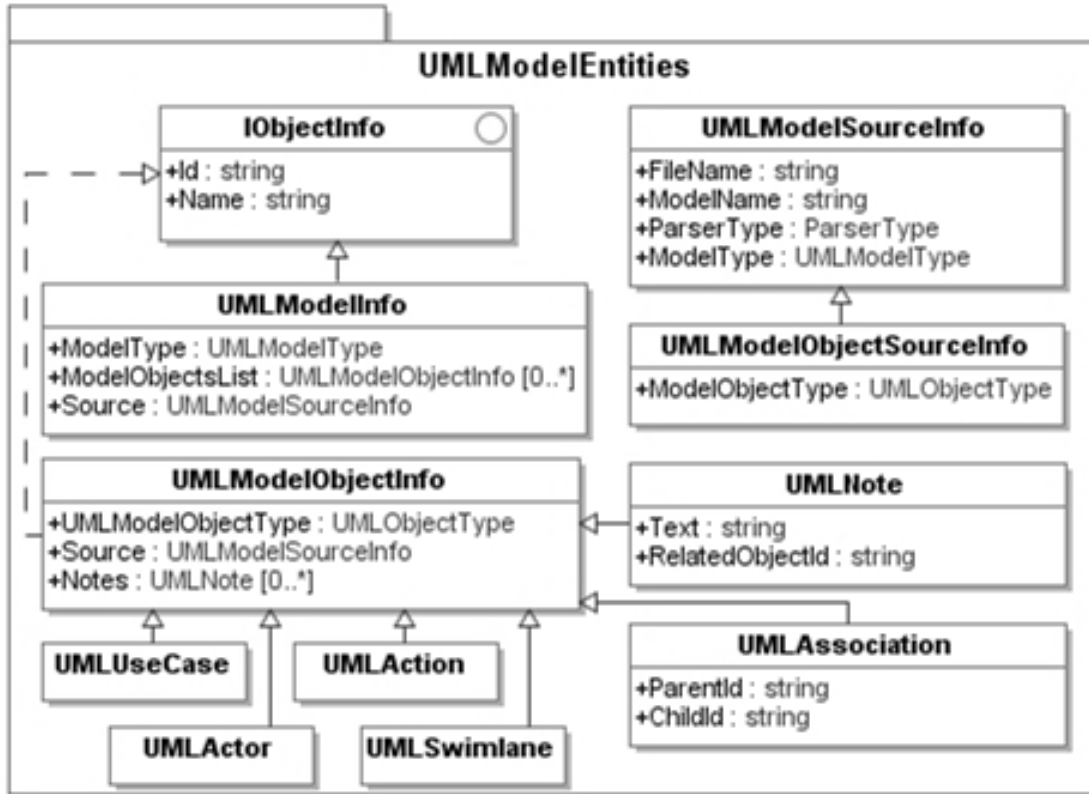 UMLModelEntities
IObjectInfo
+Id : string
+Name : string
UMLModelSourceInfo
+FileName : string
+ModelName : string
+ParserType : ParserType
+ModelType : UMLModelType
UMLModelInfo
+ModelType : UMLModelType
+ModelObjectsList : UMLModelObjectInfo [0..*]
+Source : UMLModelSourceInfo
UMLModelObjectSourceInfo
+ModelObjectType : UMLObjectType
UMLModelObjectInfo
+UMLModelObjectType : UMLObjectType
+Source : UMLModelSourceInfo
+Notes : UMLNote [0..*]
UMLNote
+Text : string
+RelatedObjectId : string
UMLUseCase
UMLAction
UMLAssociation
+ParentId : string
+ChildId : string
UMLActor
UMLSwimlane